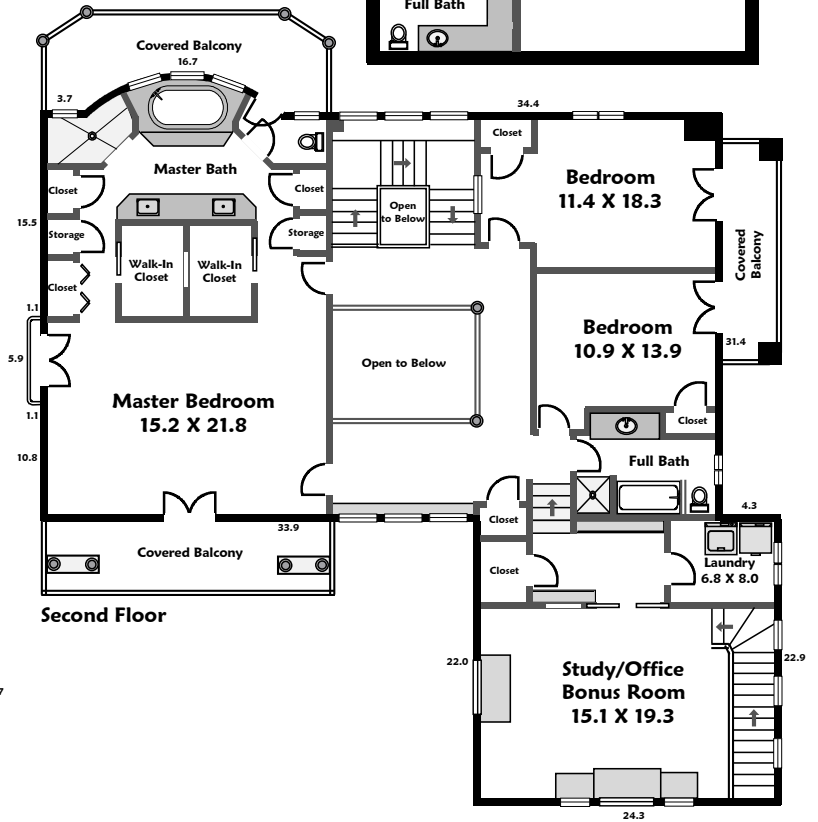 Full Bath
Covered Balcony
16.7
3.7
34.4
Closet
Master Bath
Bedroom
11.4 X 18.3
Closet
Closet
Open
to Below
15.5
Storage
Storage
Covered
Balcony
Walk-In
Closet
Walk-In
Closet
Closet
1.1
Bedroom
10.9 X 13.9
31.4
5.9
Open to Below
Master Bedroom
15.2 X 21.8
1.1
Closet
10.8
Full Bath
4.3
Closet
33.9
Covered Balcony
Closet
Laundry
6.8 X 8.0
Second Floor
22.0
22.9
Study/Office
Bonus Room
15.1 X 19.3
24.3